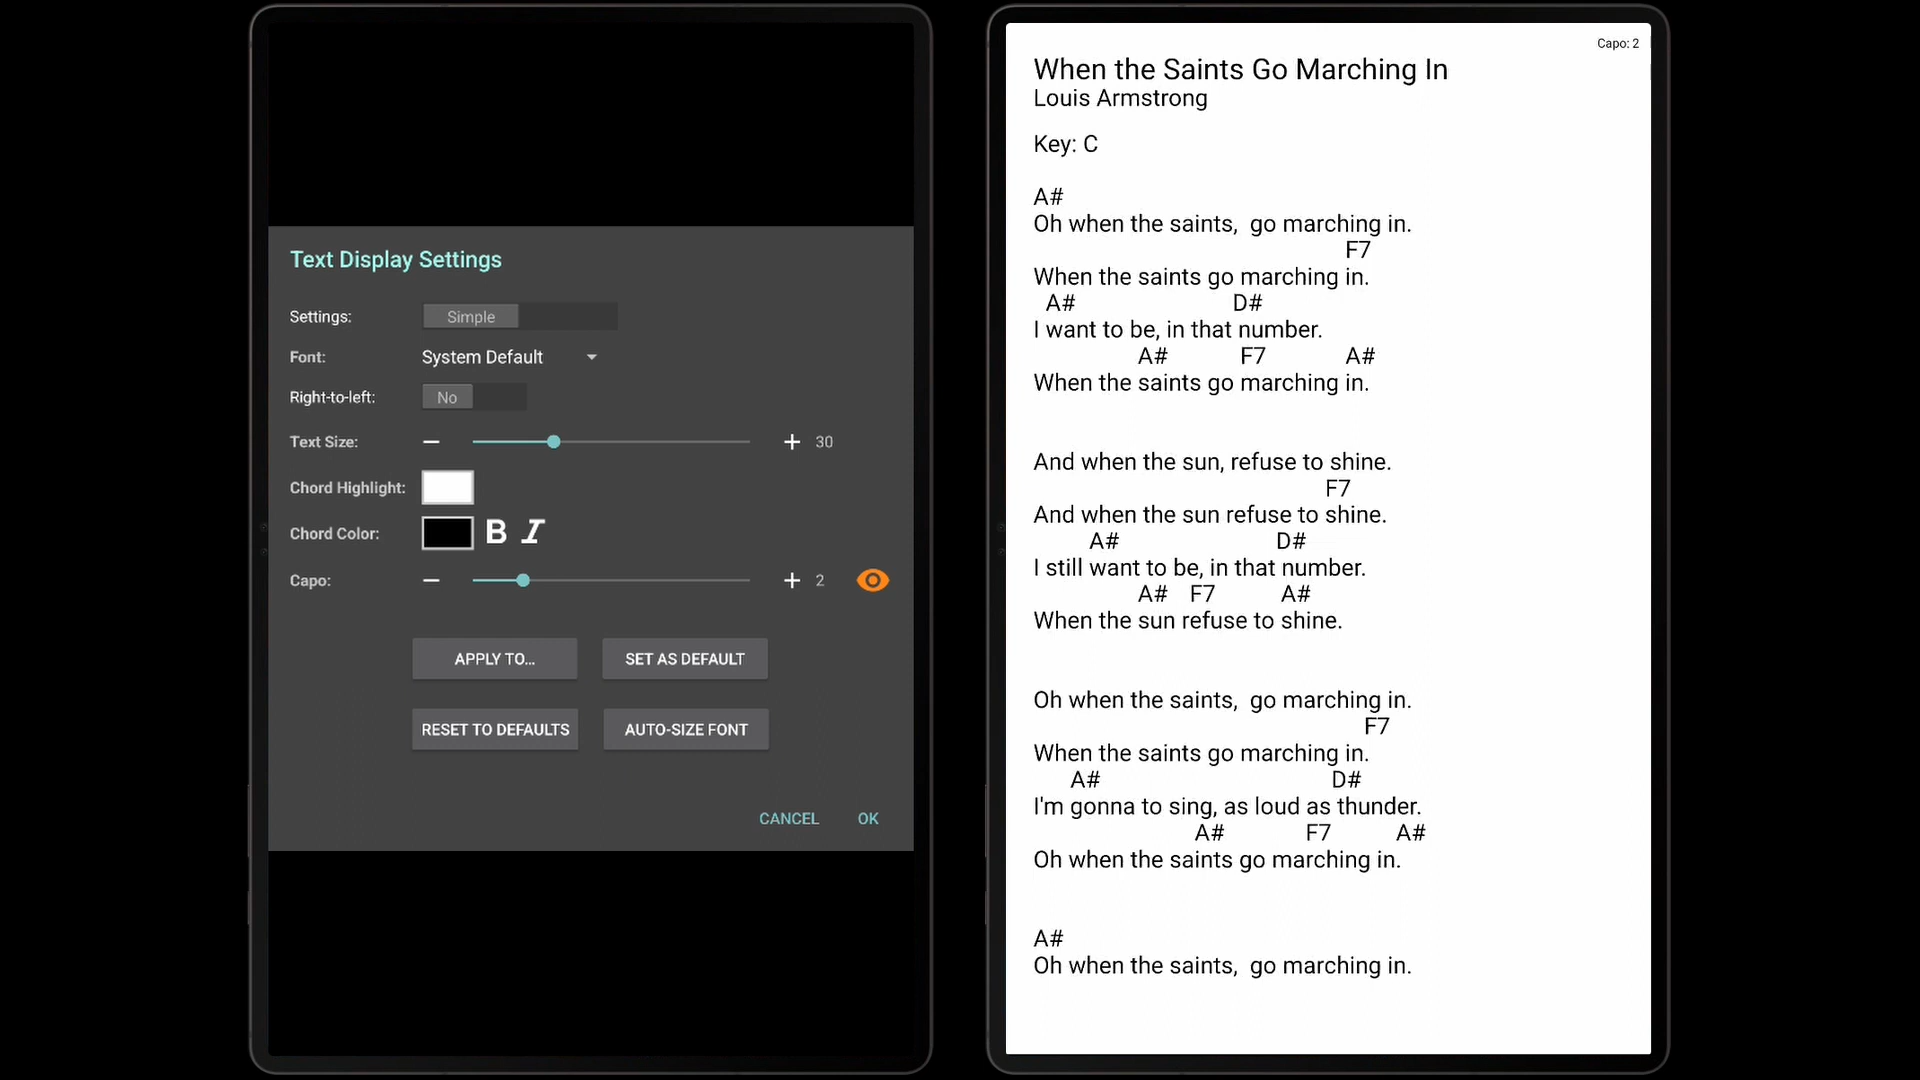 Text Display Settings
Settings: Simple
Font: System Default
Right-to-left: No
Text Size: 30
Chord Highlight:
Chord Color: B I
Capo: 2
APPLY TO... SET AS DEFAULT
RESET TO DEFAULTS AUTO-SIZE FONT
CANCEL OK
Capo: 2
When the Saints Go Marching In
Louis Armstrong
Key: C
A#
Oh when the saints,  go marching in.
F7
When the saints go marching in.
A# D#
I want to be, in that number.
A# F7 A#
When the saints go marching in.
And when the sun, refuse to shine.
F7
And when the sun refuse to shine.
A# D#
I still want to be, in that number.
A# F7 A#
When the sun refuse to shine.
Oh when the saints,  go marching in.
F7
When the saints go marching in.
A# D#
I'm gonna to sing, as loud as thunder.
A# F7 A#
Oh when the saints go marching in.
A#
Oh when the saints,  go marching in.